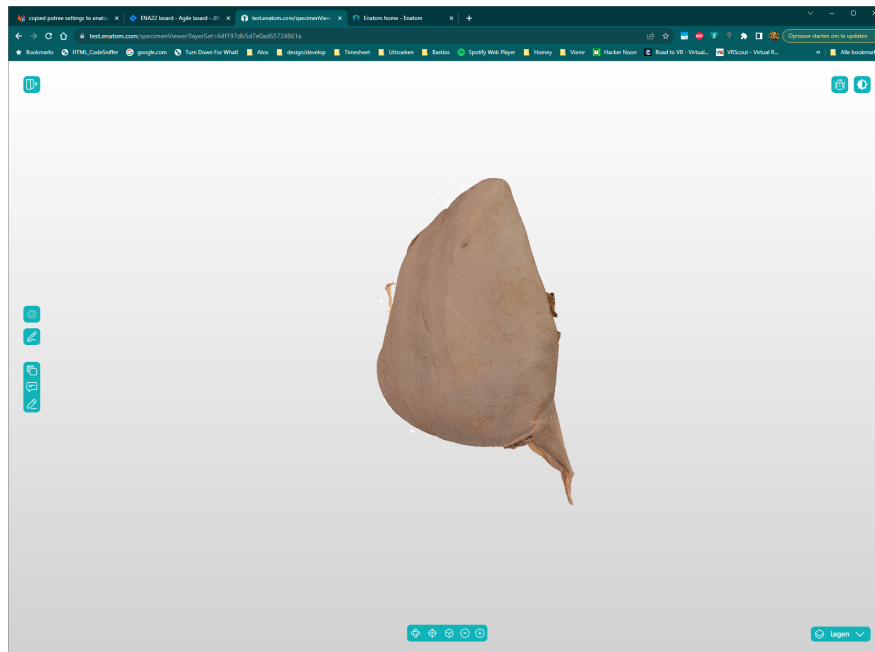 copied potree settings to enato
ENA22 board - Agile board - JIR
test.enatom.com/specimenView
Enatom home - Enatom
test.enatom.com/specimenViewer?layerSet=64f197db5d7e0ad65724861a
Opnieuw starten om te updaten
Bookmarks HTML_CodeSniffer google.com Turn Down For What! Atos design/develop Timesheet Uitzoeken Bastios Spotify Web Player Homey Viemr Hacker Noon Road to VR - Virtual... VRScout - Virtual R... » Alle bookmark
lagen